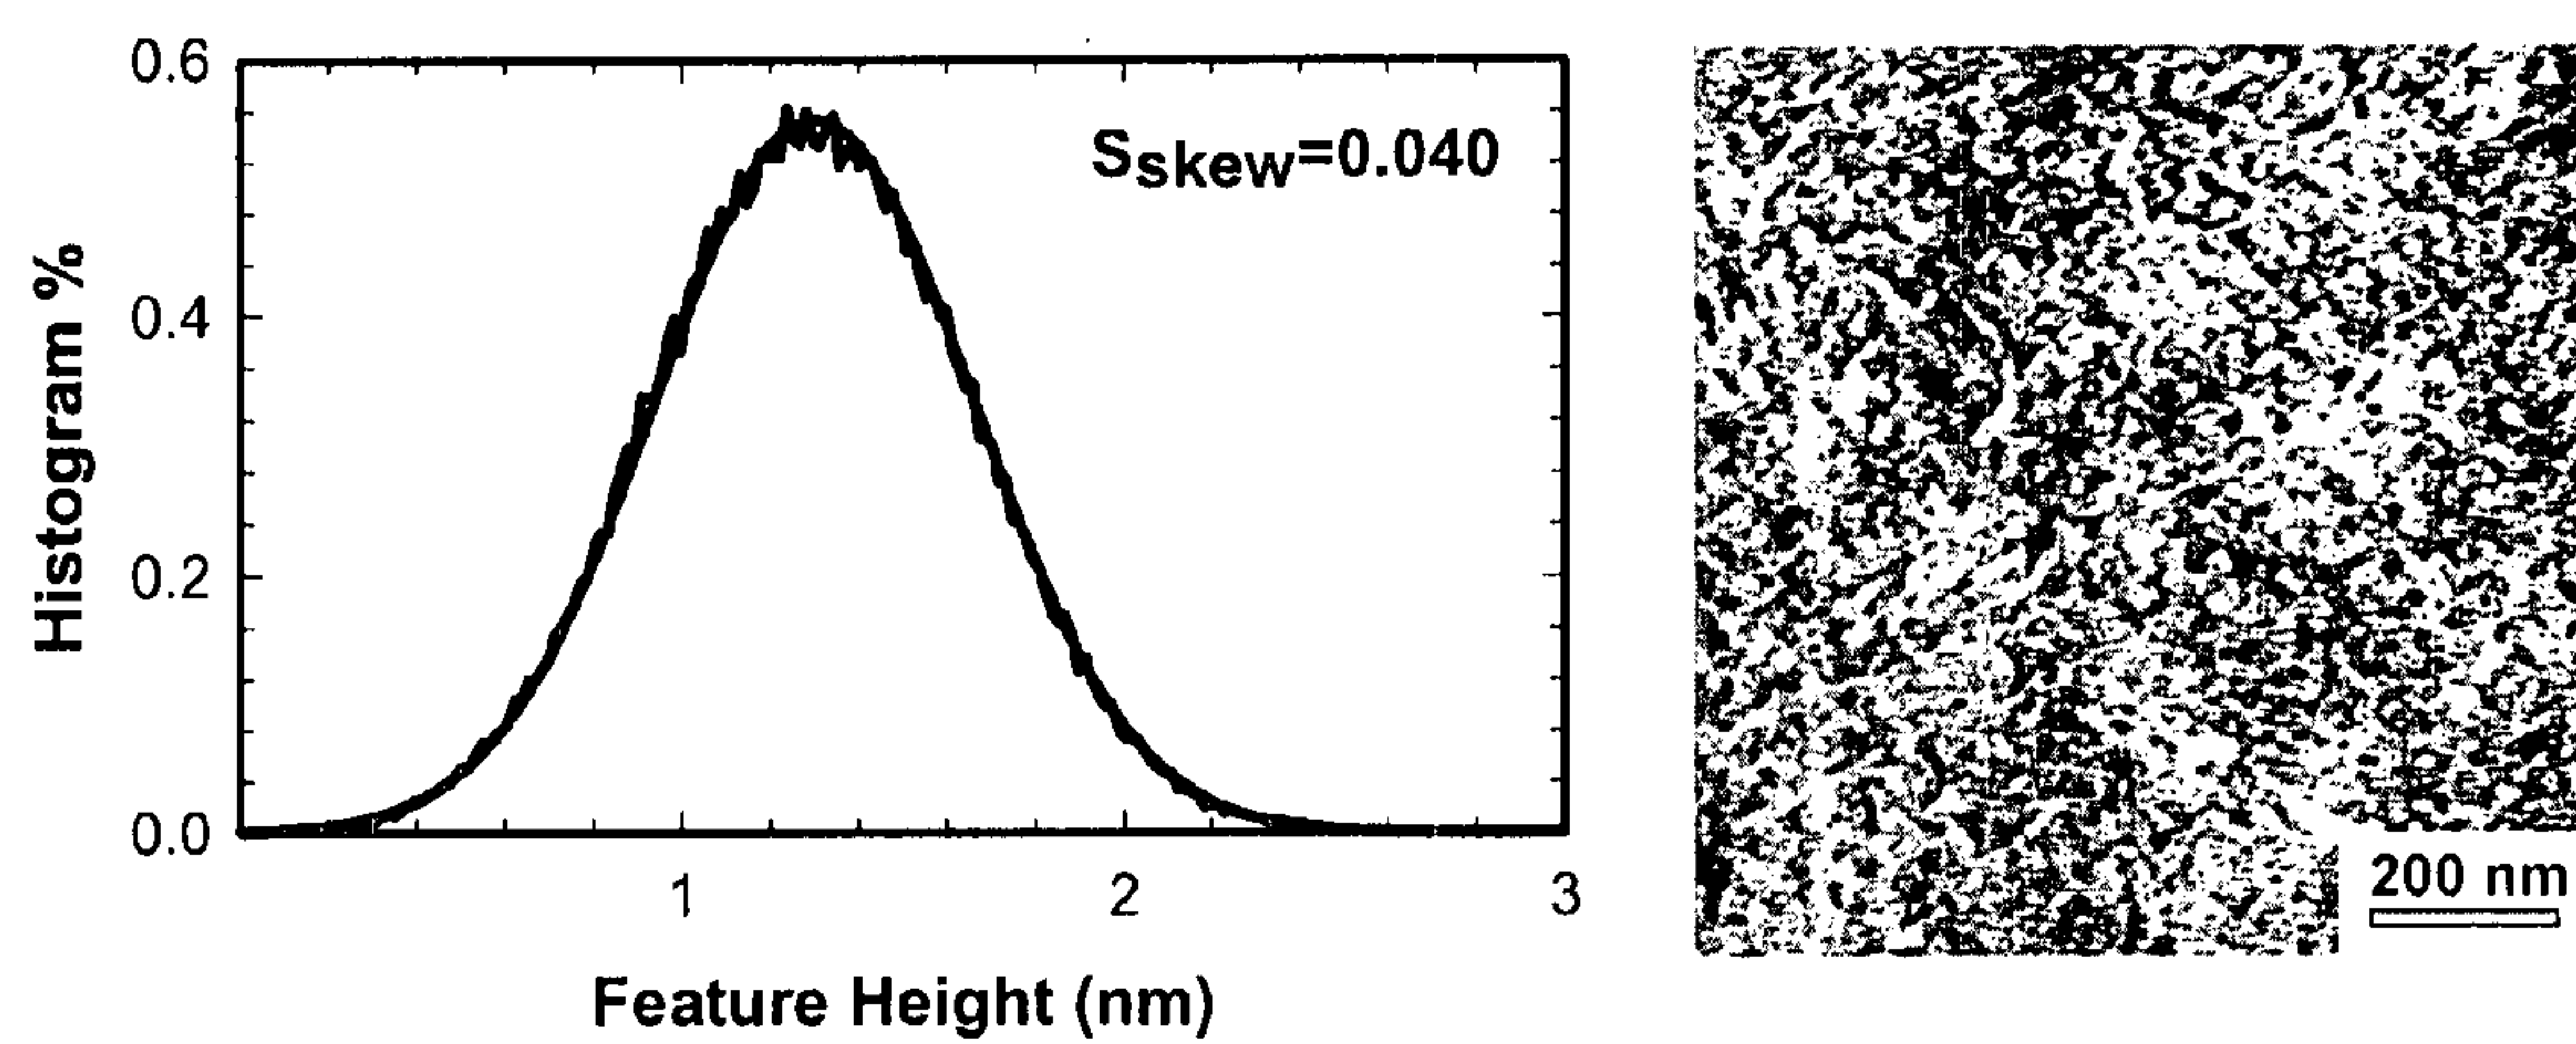 0.6
Sskew=0.040
0.4
Histogram %
0.2
0.0
1 2 3
Feature Height (nm)
200 nm